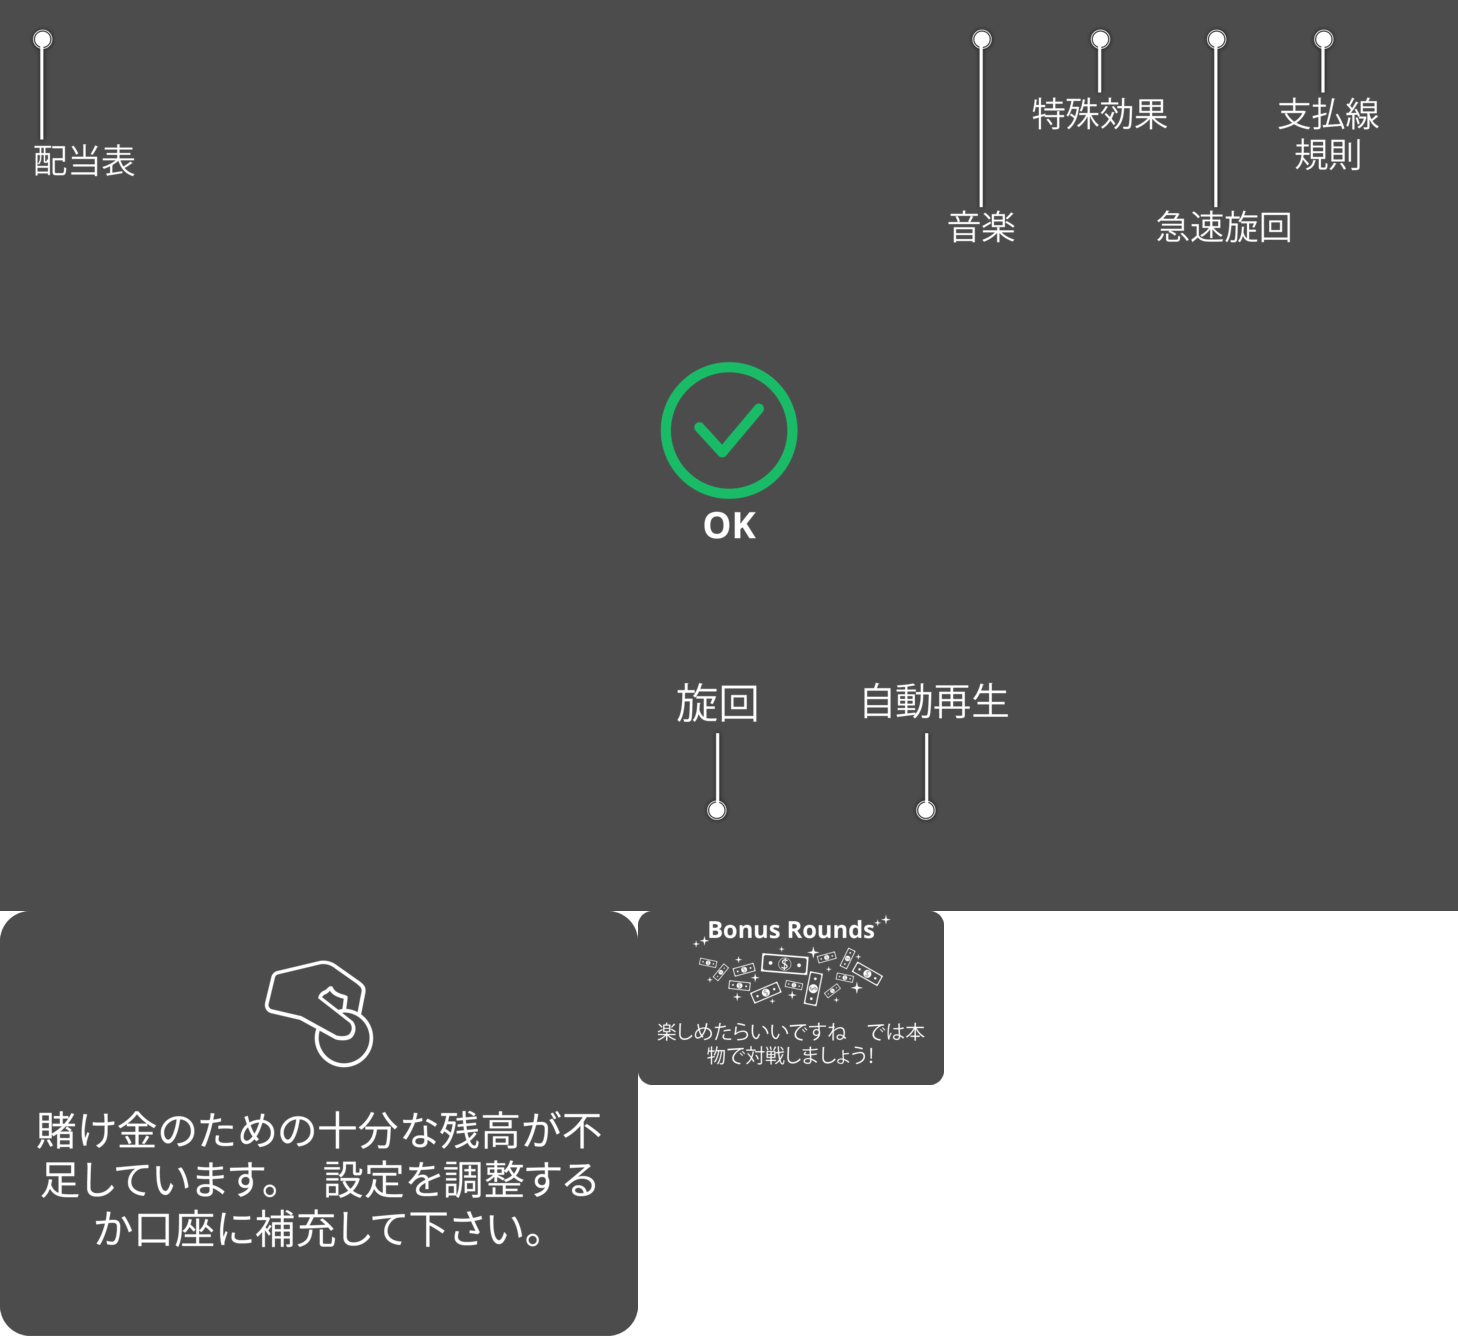 特殊効果
支払線
規則
配当表
音楽
急速旋回
OK
旋回
自動再生
Bonus Rounds
楽しめたらいいですね　では本
物で対戦しましょう!
賭け金のための十分な残高が不
足しています。　設定を調整する
か口座に補充して下さい。